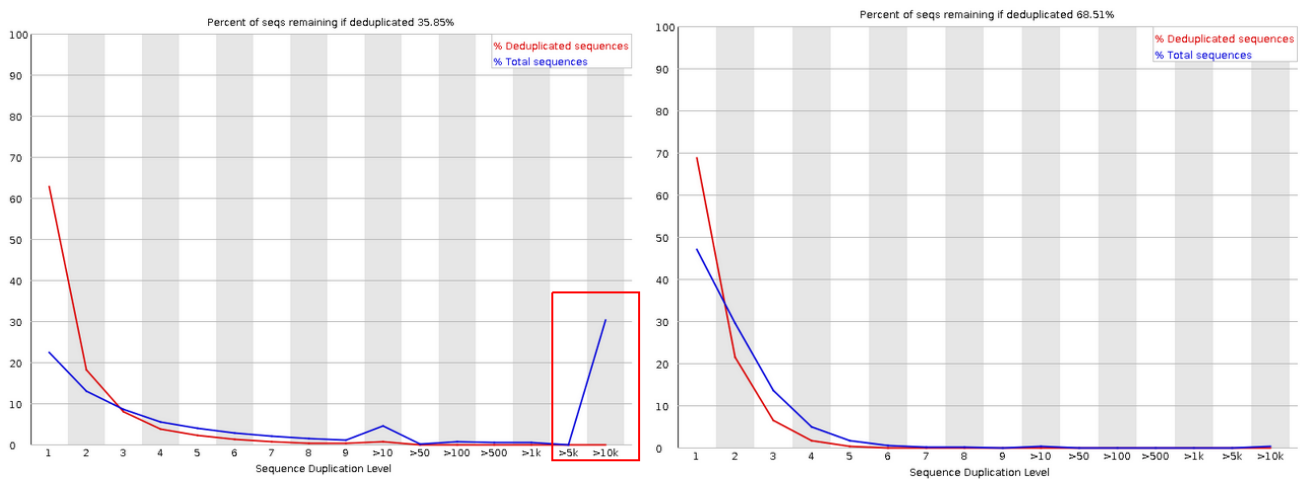 Percent of seqs remaining if deduplicated 35.85%
100
% Deduplicated sequences
% Total sequences
90
80
70
60
50
40
30
20
10
0
1 2 3 4 5 6 7 8 9 >10 >50 >100 >500 >1k >5k >10k
Sequence Duplication Level
Percent of seqs remaining if deduplicated 68.51%
100
% Deduplicated sequences
% Total sequences
90
80
70
60
50
40
30
20
10
0
1 2 3 4 5 6 7 8 9 >10 >50 >100 >500 >1k >5k >10k
Sequence Duplication Level